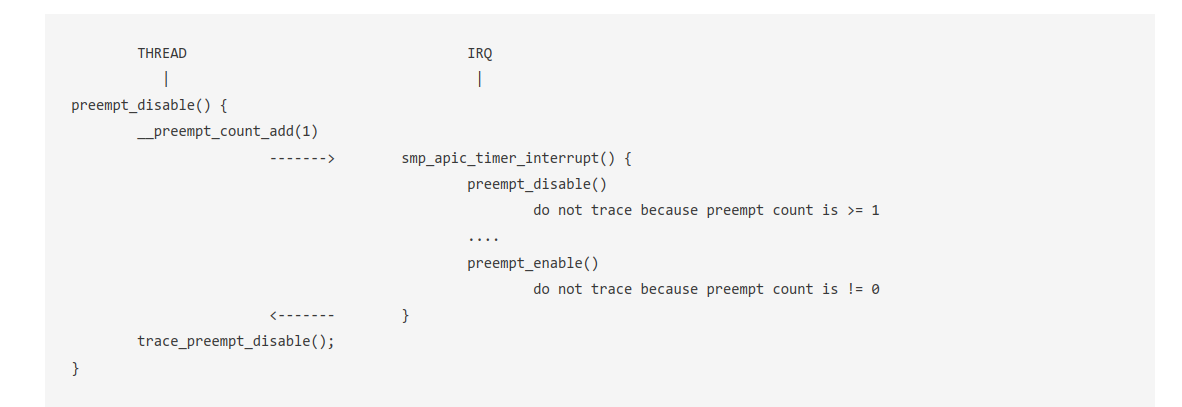 THREAD                                  IRQ
|                                       |
preempt_disable() {
__preempt_count_add(1)
------->        smp_apic_timer_interrupt() {
preempt_disable()
do not trace because preempt count is >= 1
....
preempt_enable()
do not trace because preempt count is != 0
<-------        }
trace_preempt_disable();
}